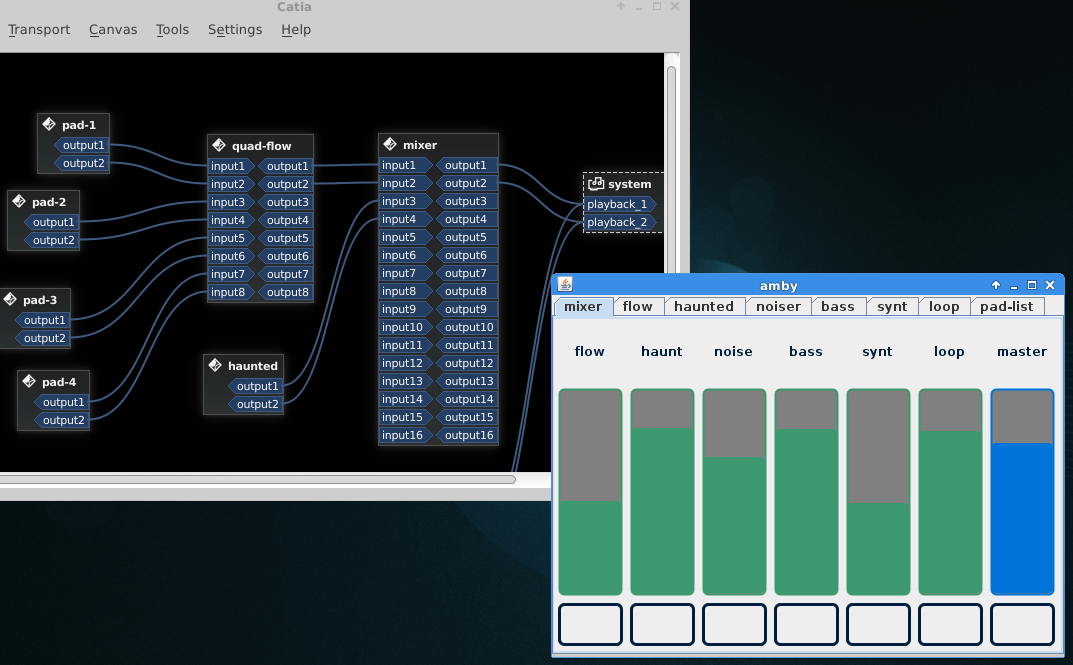 Catia
Transport Canvas Tools Settings Help
pad-1
output1
output2
pad-2
output1
output2
pad-3
output1
output2
pad-4
output1
output2
quad-flow
input1 output1
input2 output2
input3 output3
input4 output4
input5 output5
input6 output6
input7 output7
input8 output8
haunted
output1
output2
mixer
input1 output1
input2 output2
input3 output3
input4 output4
input5 output5
input6 output6
input7 output7
input8 output8
input9 output9
input10 output10
input11 output11
input12 output12
input13 output13
input14 output14
input15 output15
input16 output16
system
playback_1
playback_2
amby
mixer flow haunted noiser bass synt loop pad-list
flow haunt noise bass synt loop master